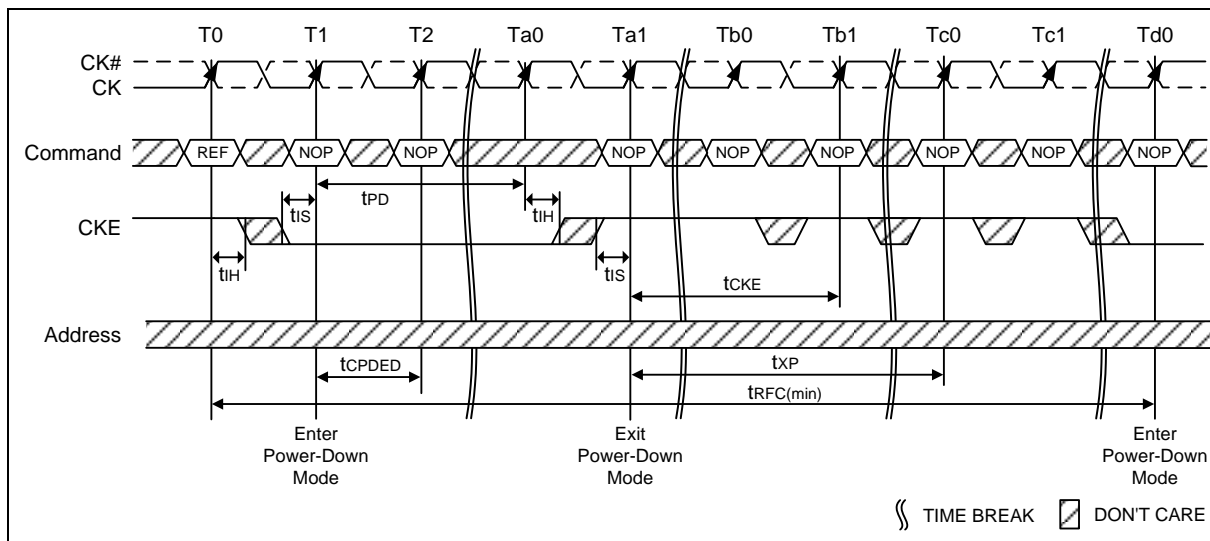 T0 T1 T2 Ta0 Ta1 Tb0 Tb1 Tc0 Tc1 Td0
CK#
CK
Command REF NOP NOP NOP NOP NOP NOP NOP NOP
tIS tPD tIH
CKE
tIH tIS
tCKE
Address
tCPDED tXP
tRFC(min)
Enter
Power-Down
Mode
Exit
Power-Down
Mode
Enter
Power-Down
Mode
TIME BREAK DON'T CARE